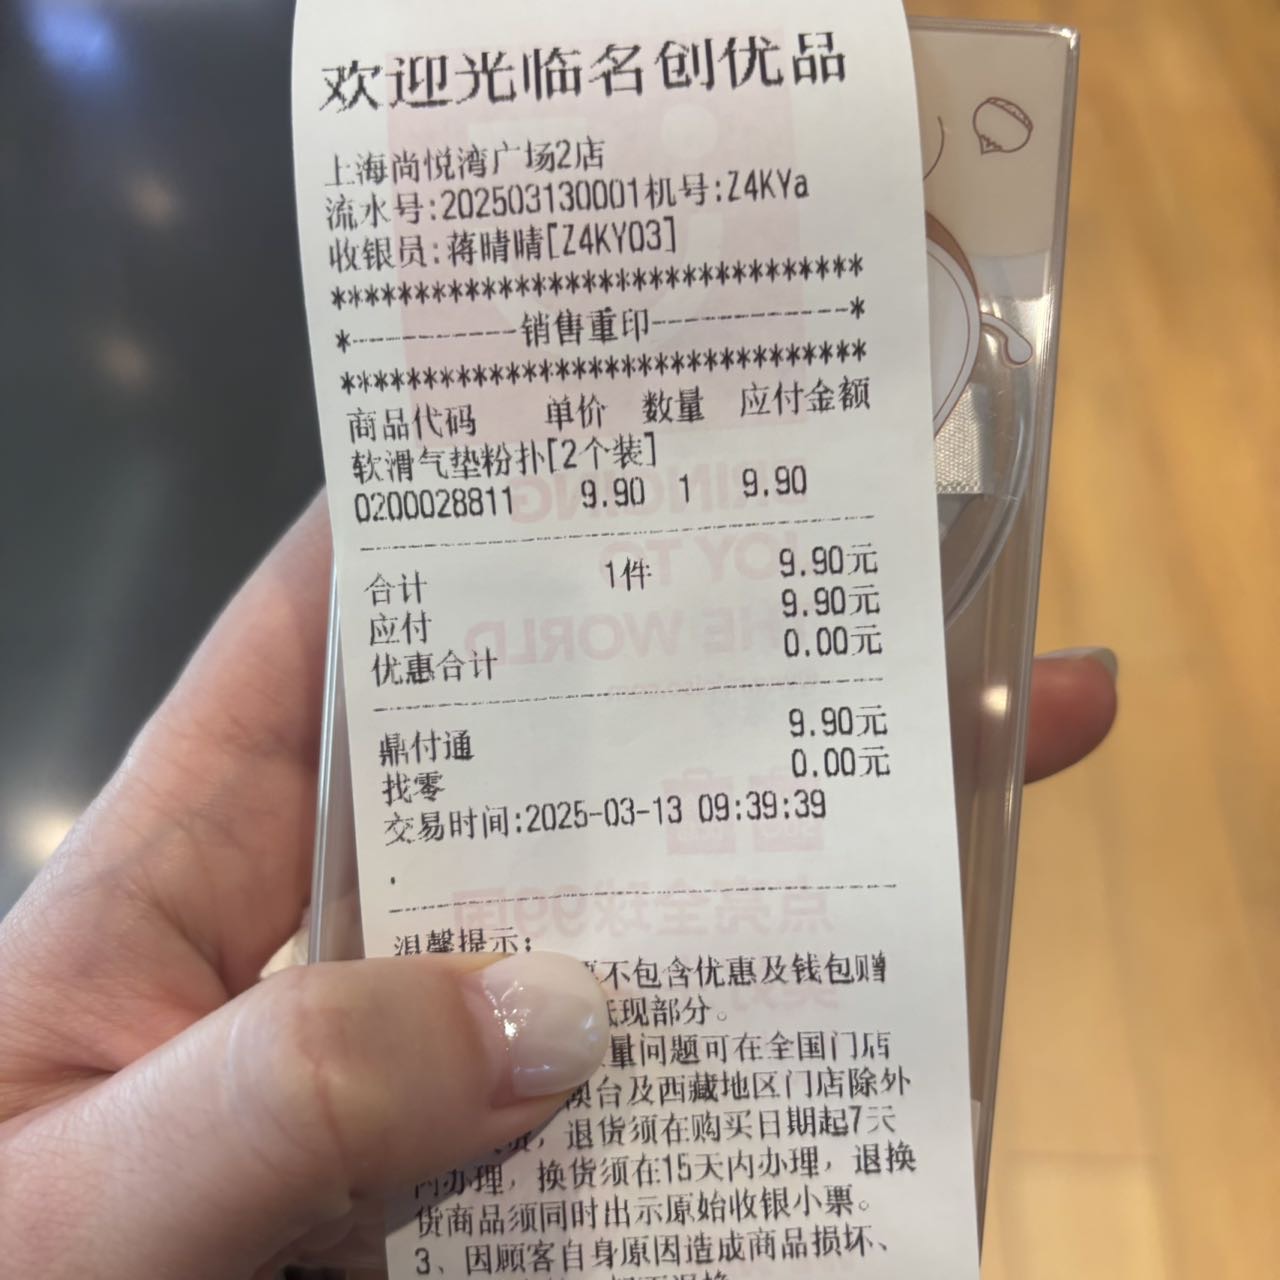 欢迎光临名创优品
上海尚悦湾广场2店
流水号:202503130001机号:Z4KYa
收银员:蒋晴晴[Z4KY03]
*******************************
*----------销售重印------------*
*******************************
商品代码 单价 数量 应付金额
软滑气垫粉扑[2个装]
0200028811 9.90 1 9.90
合计 1件 9.90元
应付 9.90元
优惠合计 0.00元
鼎付通 9.90元
找零 0.00元
交易时间:2025-03-13 09:39:39
.
温馨提示:
不包含优惠及钱包赠
现部分。
量问题可在全国门店
澳台及西藏地区门店除外
,退货须在购买日期起7天
内办理,换货须在15天内办理,退换
货商品须同时出示原始收银小票。
3、因顾客自身原因造成商品损坏、